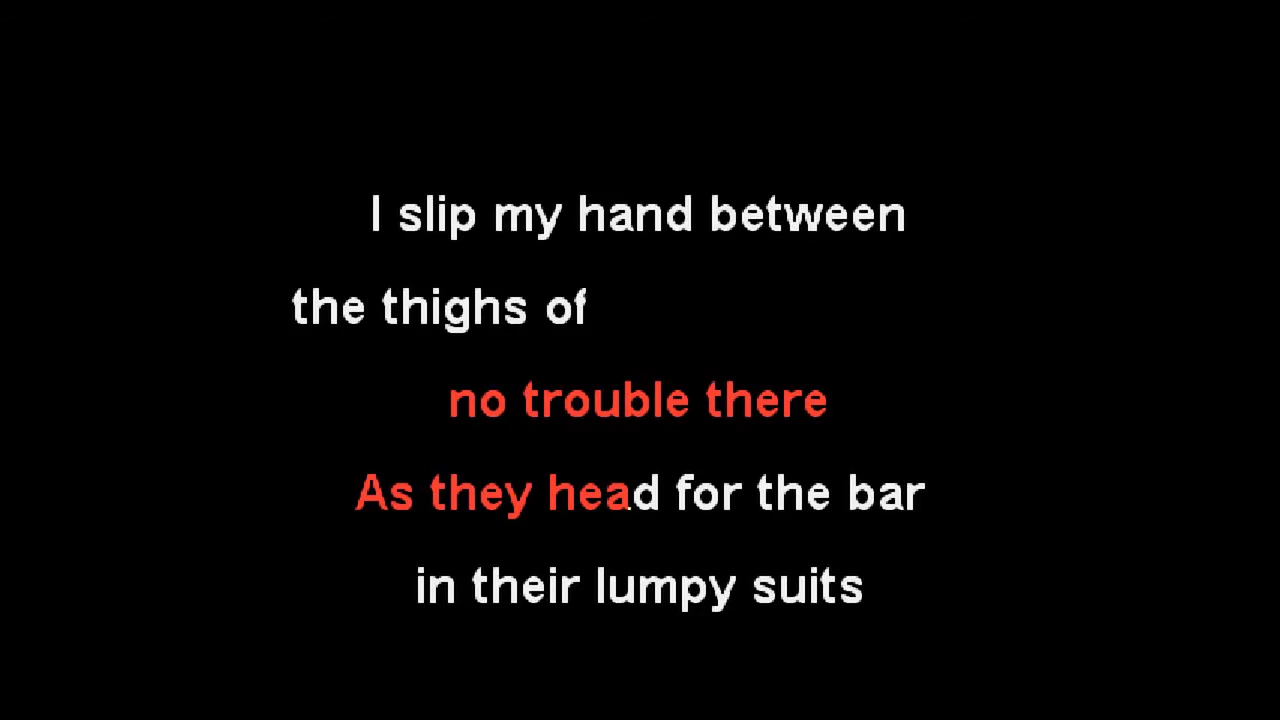 I slip my hand between
the thighs of
no trouble there
As they head for the bar
in their lumpy suits